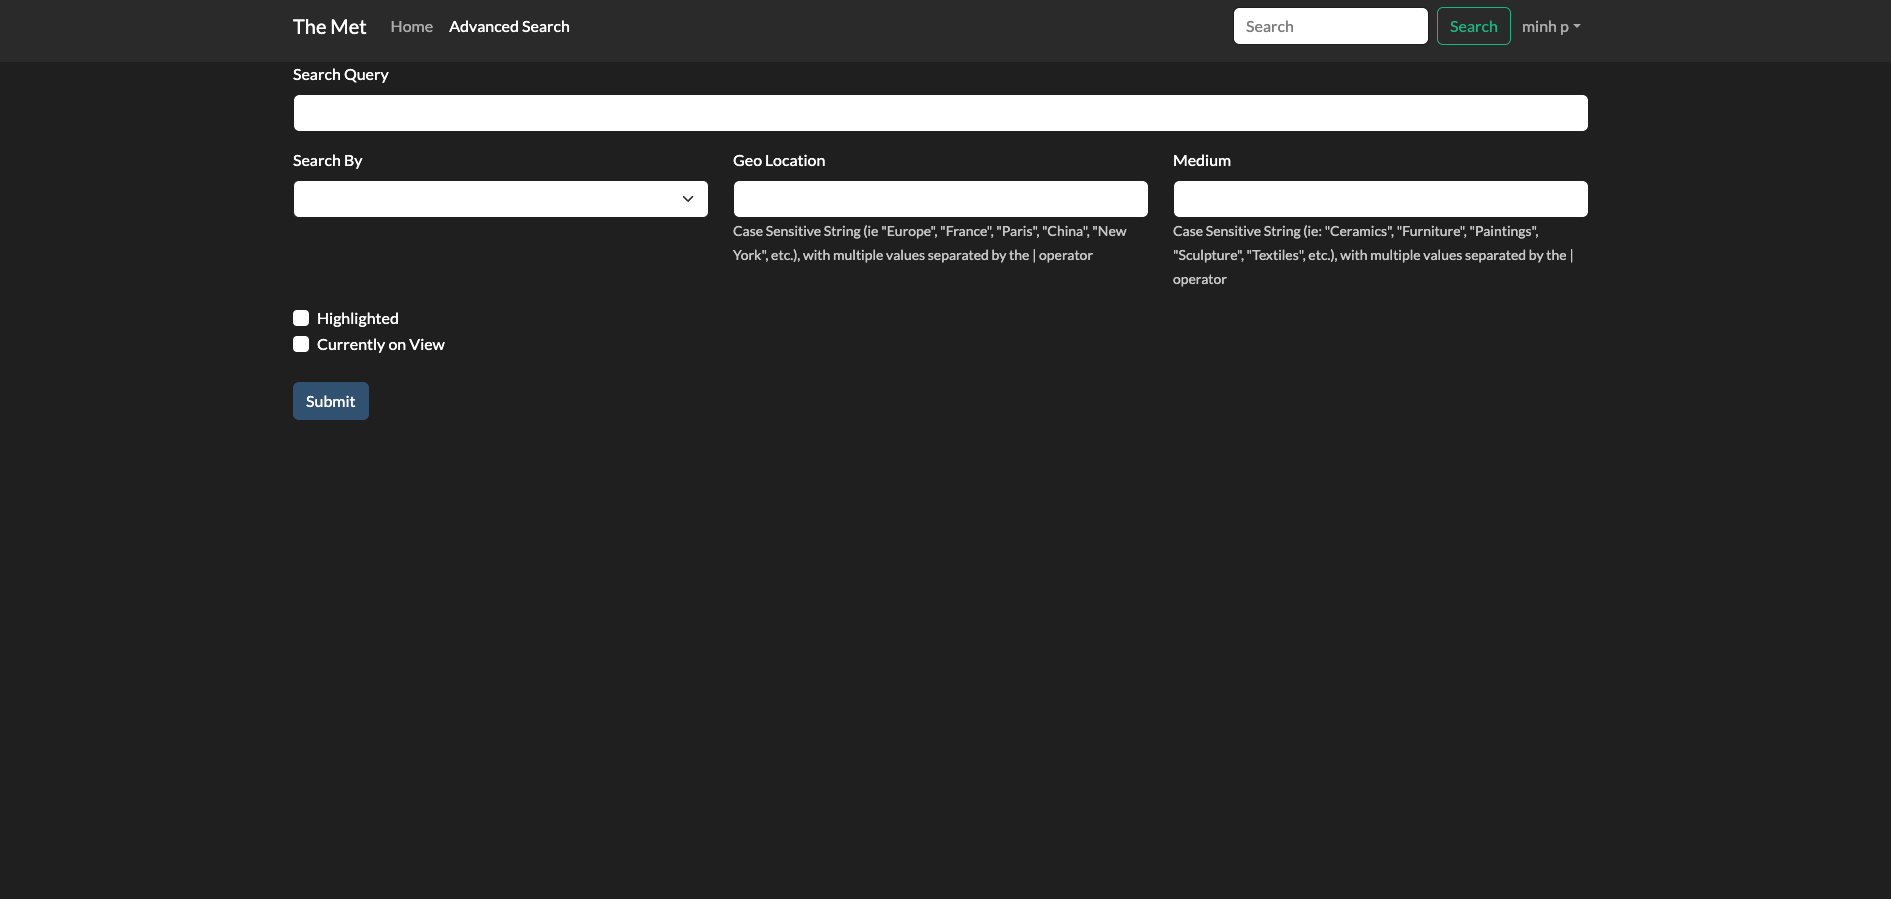 The Met Home Advanced Search Search Search minh p
Search Query
Search By Geo Location Medium
Case Sensitive String (ie "Europe", "France", "Paris", "China", "New
York", etc.), with multiple values separated by the | operator
Case Sensitive String (ie: "Ceramics", "Furniture", "Paintings",
"Sculpture", "Textiles", etc.), with multiple values separated by the |
operator
Highlighted
Currently on View
Submit